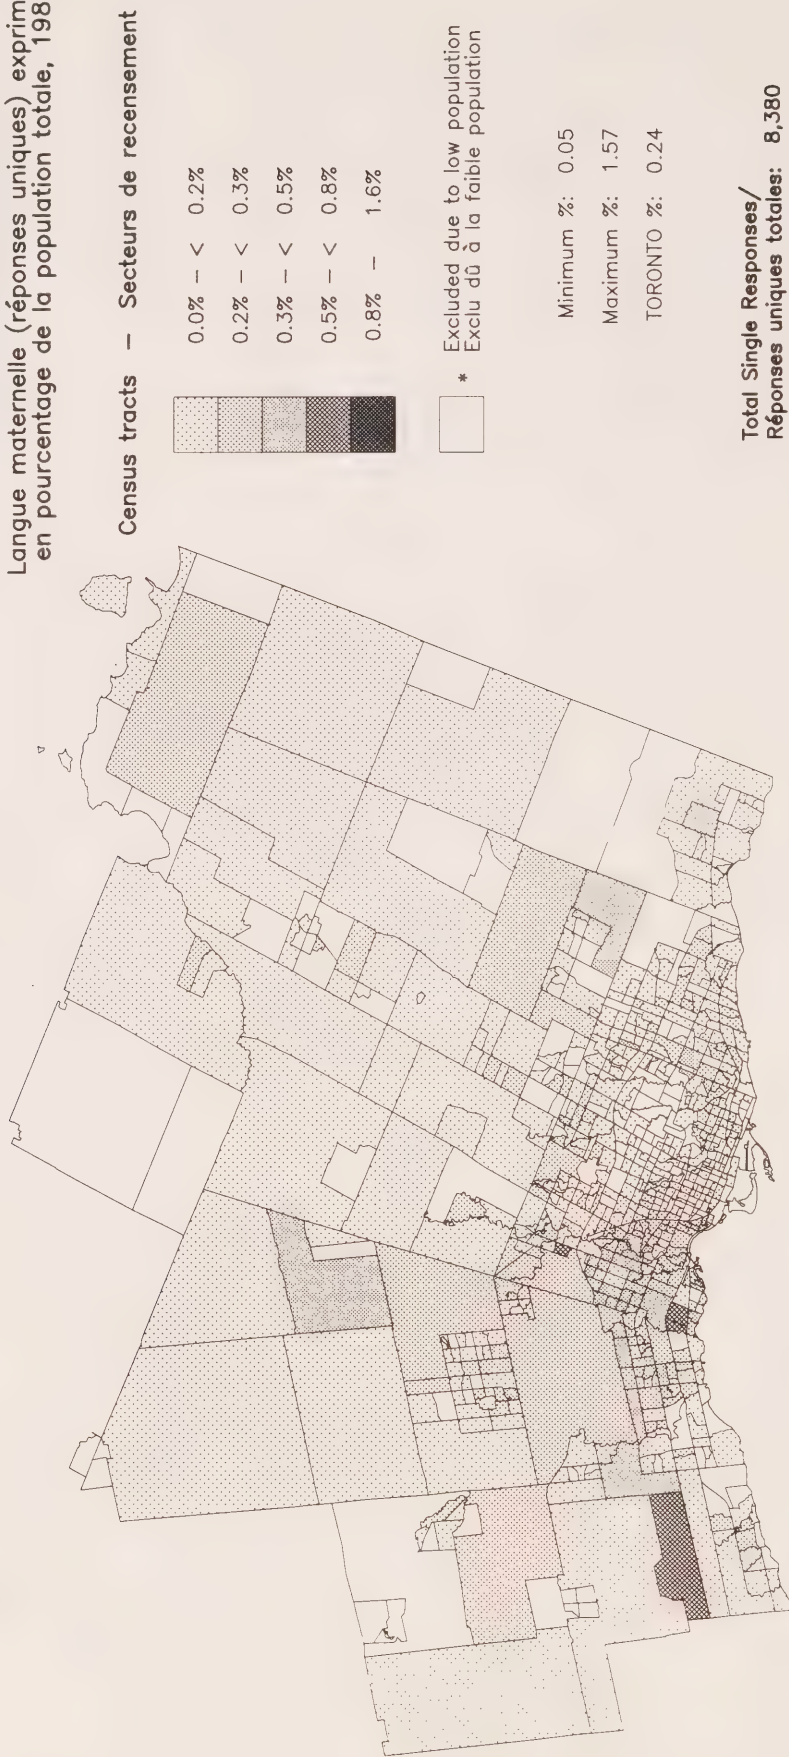 Langue maternelle (réponses uniques)
en pourcentage de la population totale,
Census tracts – Secteurs de recensement
0.0% – < 0.2%
0.2% – < 0.3%
0.3% – < 0.5%
0.5% – < 0.8%
0.8% – 1.6%
* Excluded due to low population
Exclu dû à la faible population
Minimum %: 0.05
Maximum %: 1.57
TORONTO %: 0.24
Total Single Responses/
Réponses uniques totales: 8,380